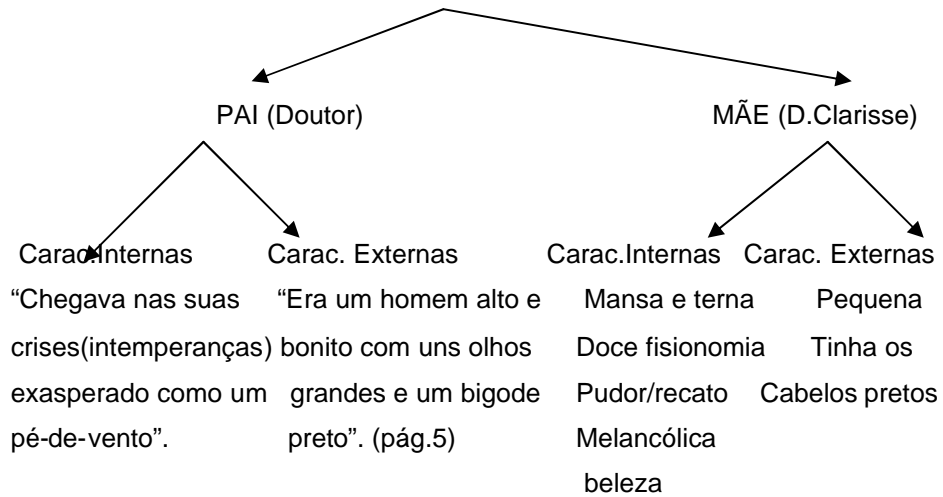 PAI (Doutor)
MÃE (D.Clarisse)
Carac.Internas
“Chegava nas suas
crises(intemperanças)
exasperado como um
pé-de-vento”.
Carac. Externas
“Era um homem alto e
bonito com uns olhos
grandes e um bigode
preto”. (pág.5)
Carac.Internas
Mansa e terna
Doce fisionomia
Pudor/recato
Melancólica
beleza
Carac. Externas
Pequena
Tinha os
Cabelos pretos